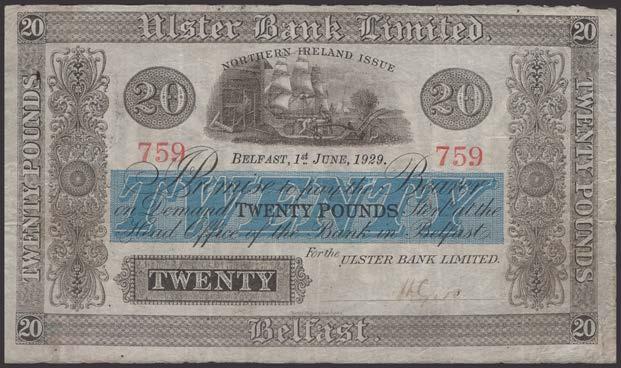 20 Ulster Bank Limited. 20
NORTHERN IRELAND ISSUE
20 20
759 BELFAST, 1st JUNE, 1929. 759
TWENTY
I Promise to pay the Bearer
on Demand TWENTY POUNDS Sterl at the
Head Office of the Bank in Belfast
For the ULSTER BANK LIMITED.
TWENTY
20 Belfast. 20
TWENTY POUNDS
TWENTY POUNDS